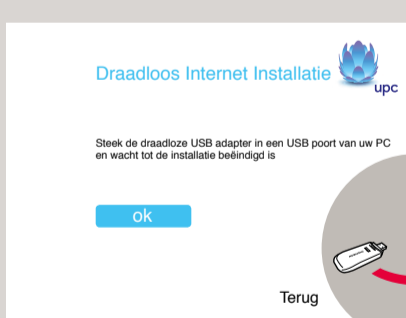 Draadloos Internet Installatie
upc
Steek de draadloze USB adapter in een USB poort van uw PC
en wacht tot de installatie beëindigd is
ok
Terug